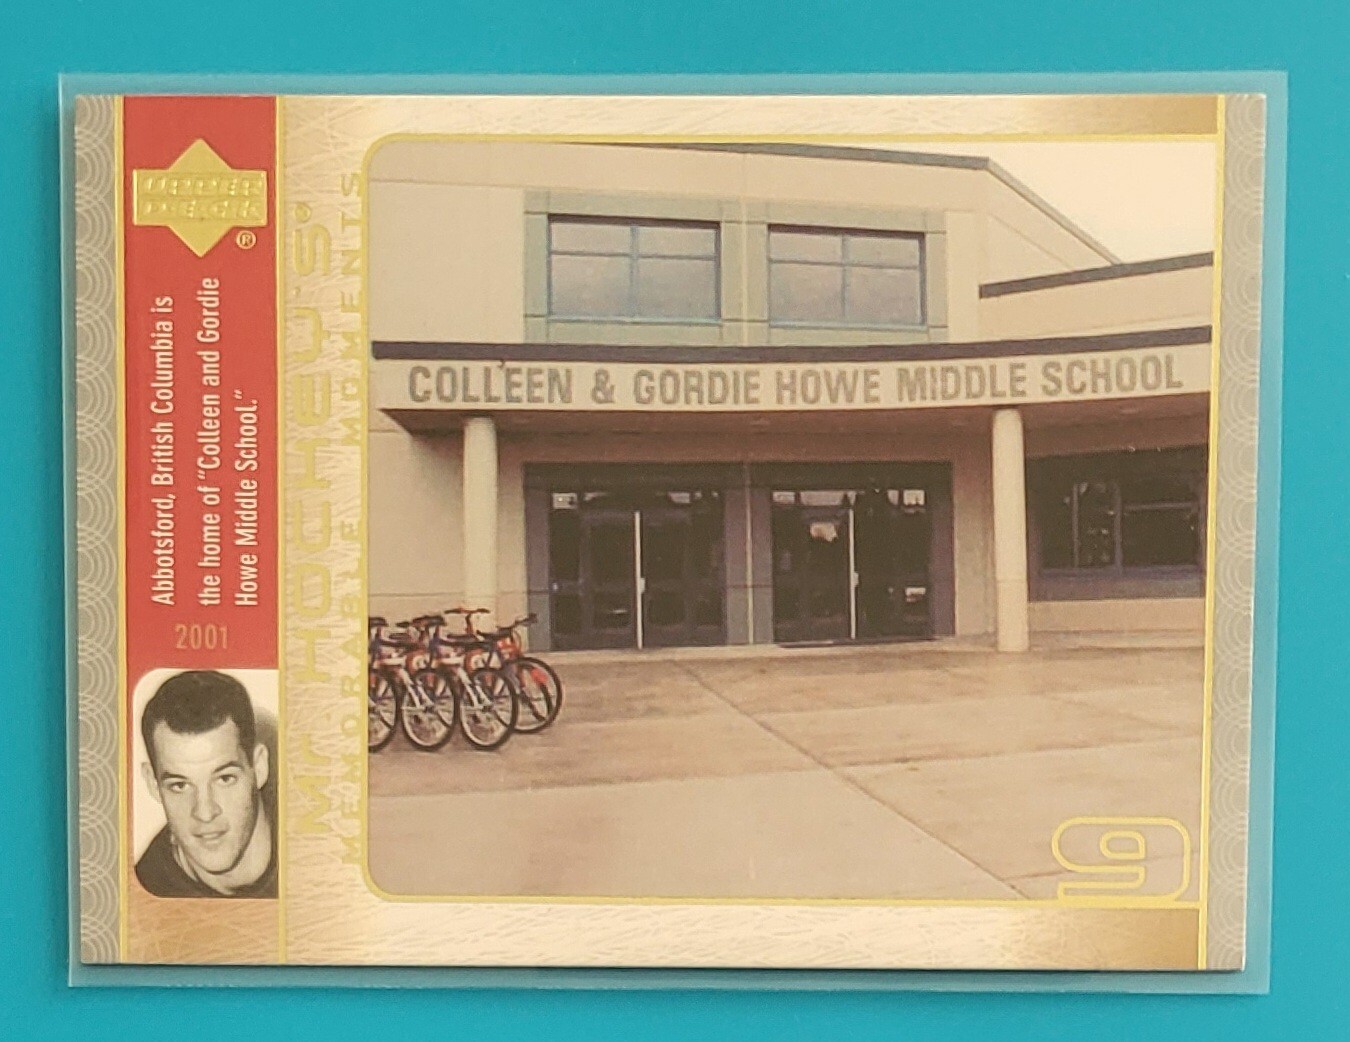 UPPER
DECK
®
Abbotsford, British Columbia is
the home of “Colleen and Gordie
Howe Middle School.”
2001
Mr. HOCKEY'S®
MEMORABLE MOMENTS
COLLEEN & GORDIE HOWE MIDDLE SCHOOL
9